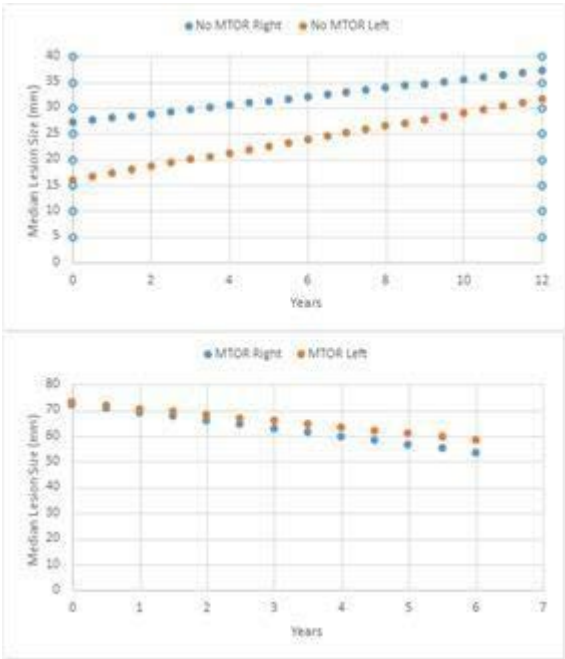 No MTOR Right No MTOR Left
40
35
30
25
20
15
10
5
0
Median Lesion Size (mm)
0 2 4 6 8 10 12
Years
MTOR Right MTOR Left
80
70
60
50
40
30
20
10
0
Median Lesion Size (mm)
0 1 2 3 4 5 6 7
Years